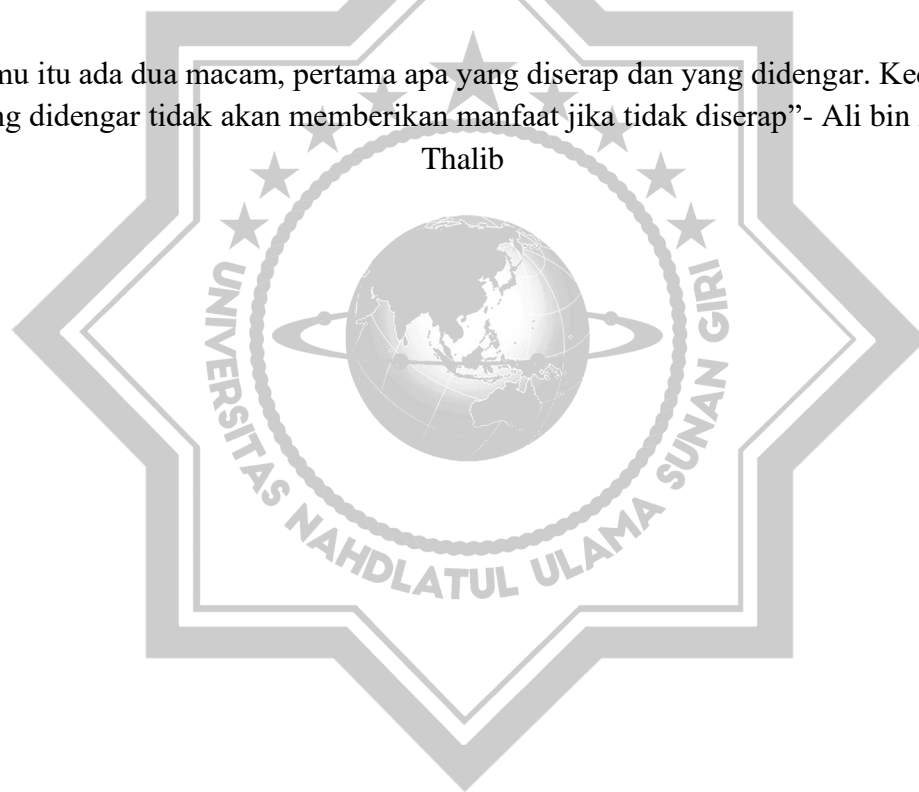 mu itu ada dua macam, pertama apa yang diserap dan yang didengar.
ng didengar tidak akan memberikan manfaat jika tidak diserap”- Ali bin
Thalib
UNIVERSITAS NAHDLATUL ULAMA SUNAN GIRI